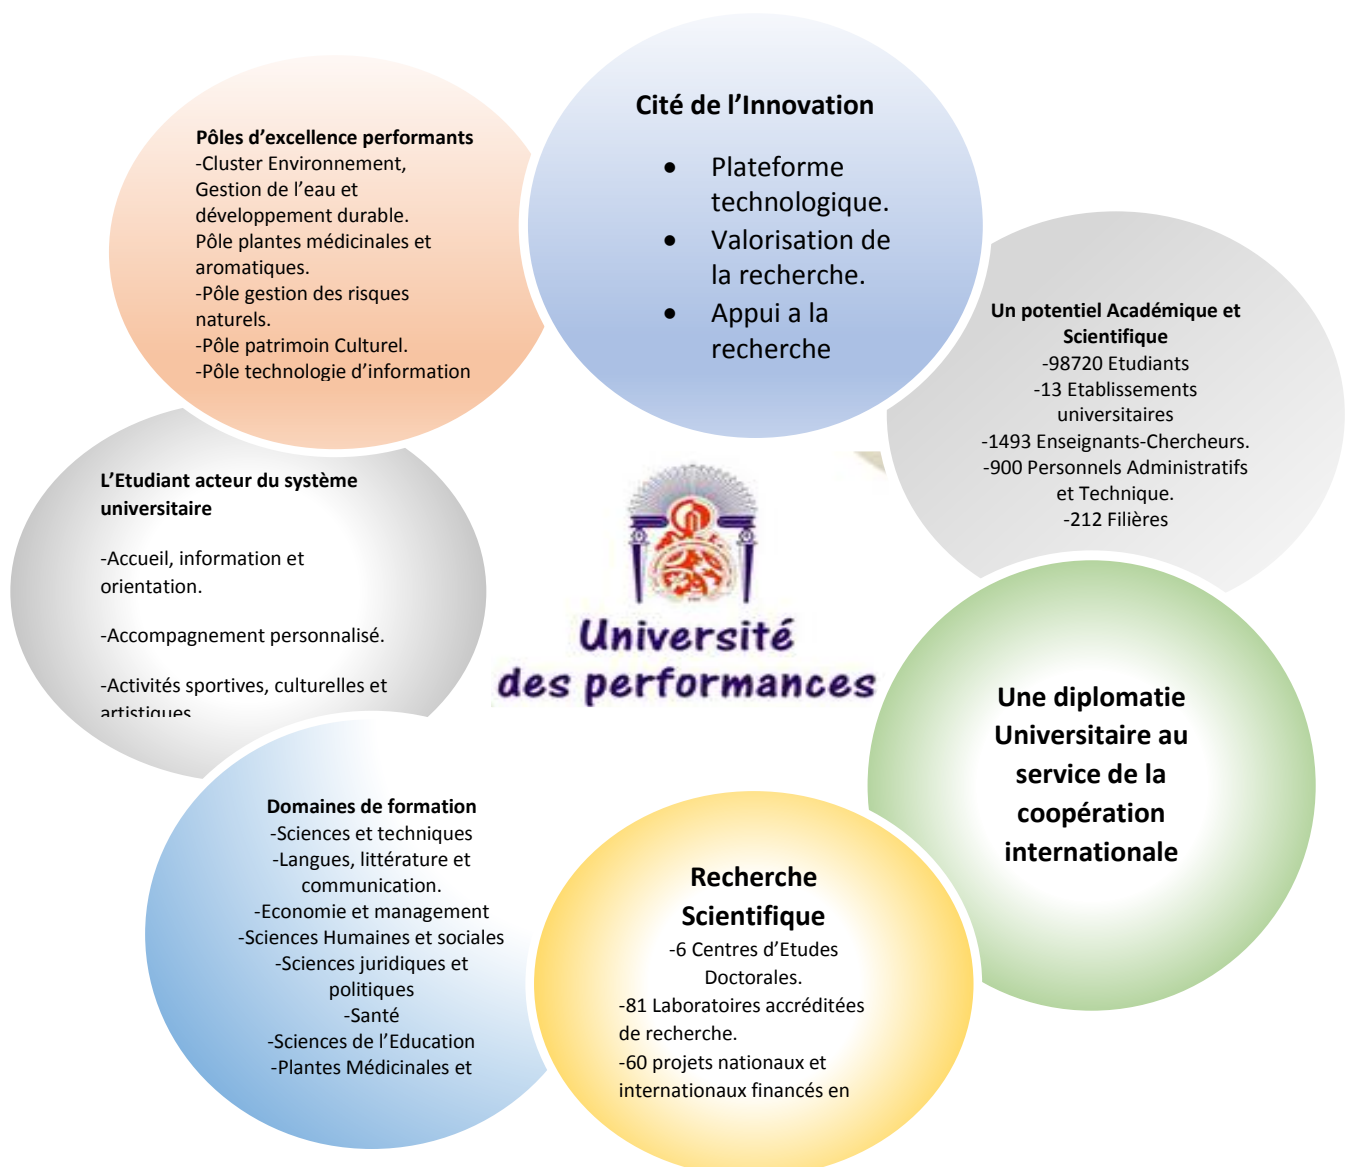 Cité de l’Innovation
• Plateforme
technologique.
• Valorisation de
la recherche.
• Appui a la
recherche
Pôles d’excellence performants
-Cluster Environnement,
Gestion de l’eau et
développement durable.
Pôle plantes médicinales et
aromatiques.
-Pôle gestion des risques
naturels.
-Pôle patrimoin Culturel.
-Pôle technologie d’information
Un potentiel Académique et
Scientifique
-98720 Etudiants
-13 Etablissements
universitaires
-1493 Enseignants-Chercheurs.
-900 Personnels Administratifs
et Technique.
-212 Filières
L’Etudiant acteur du système
universitaire
-Accueil, information et
orientation.
-Accompagnement personnalisé.
-Activités sportives, culturelles et
artistiques
Université
des performances
Une diplomatie
Universitaire au
service de la
coopération
internationale
Domaines de formation
-Sciences et techniques
-Langues, littérature et
communication.
-Economie et management
-Sciences Humaines et sociales
-Sciences juridiques et
politiques
-Santé
-Sciences de l’Education
-Plantes Médicinales et
Recherche
Scientifique
-6 Centres d’Etudes
Doctorales.
-81 Laboratoires accréditées
de recherche.
-60 projets nationaux et
internationaux financés en